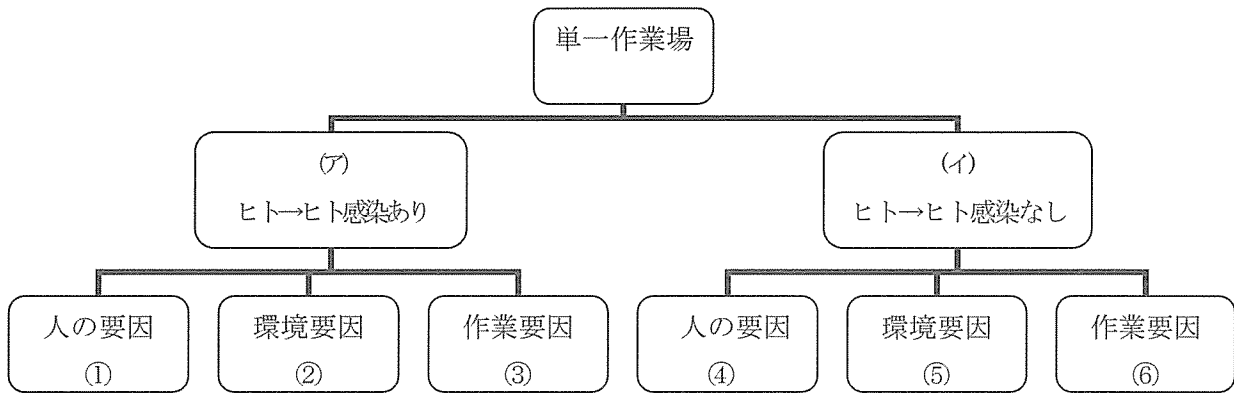 単一作業場
(ア)
ヒト→ヒト感染あり
(イ)
ヒト→ヒト感染なし
人の要因
①
環境要因
②
作業要因
③
人の要因
④
環境要因
⑤
作業要因
⑥